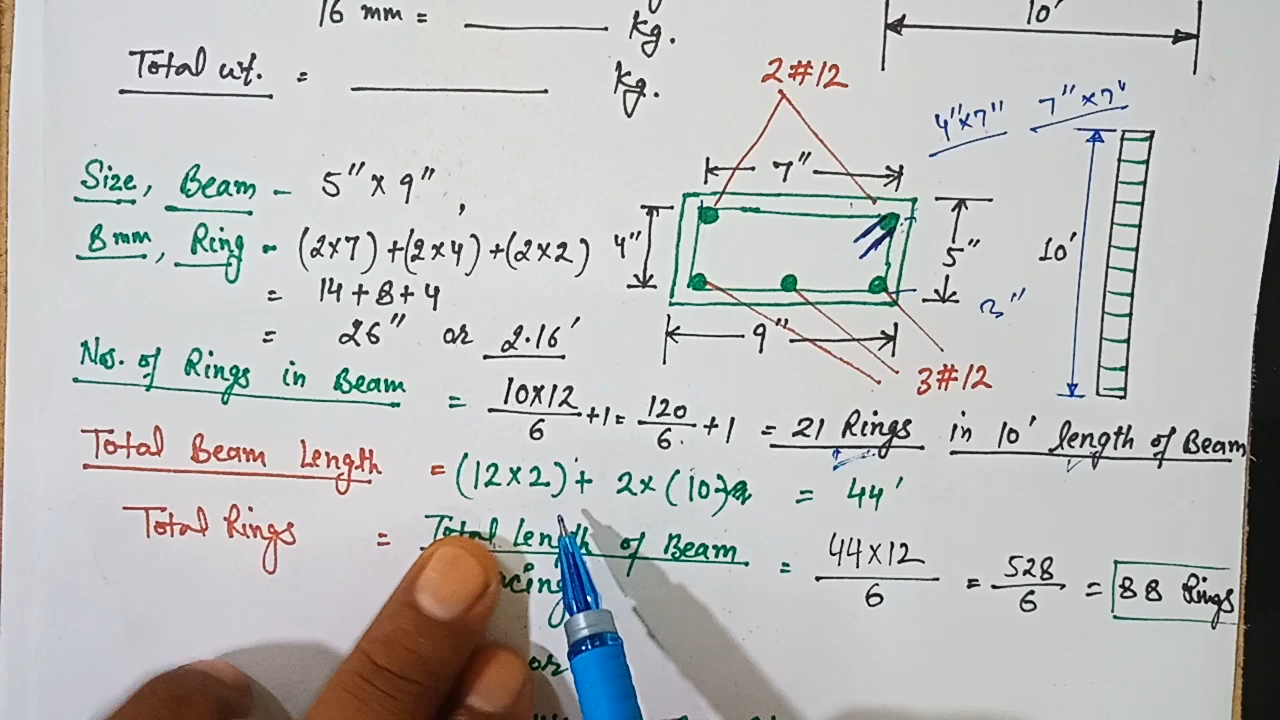 16 mm = ________ Kg.
10'
Total wt. = ________ Kg.
2#12
4"x7" 7"x7"
Size, Beam - 5" x 9",
7"
8mm, Ring - (2x7) + (2x4) + (2x2)
4"
5"
10'
= 14 + 8 + 4
3"
= 26" or 2.16'
9"
3#12
Nos. of Rings in Beam = 10x12/6 + 1 = 120/6 + 1 = 21 Rings in 10' length of Beam
Total Beam Length = (12x2) + 2x(10) = 44'
Total Rings = Total Length of Beam = 44x12/6 = 528/6 = 88 Rings
or